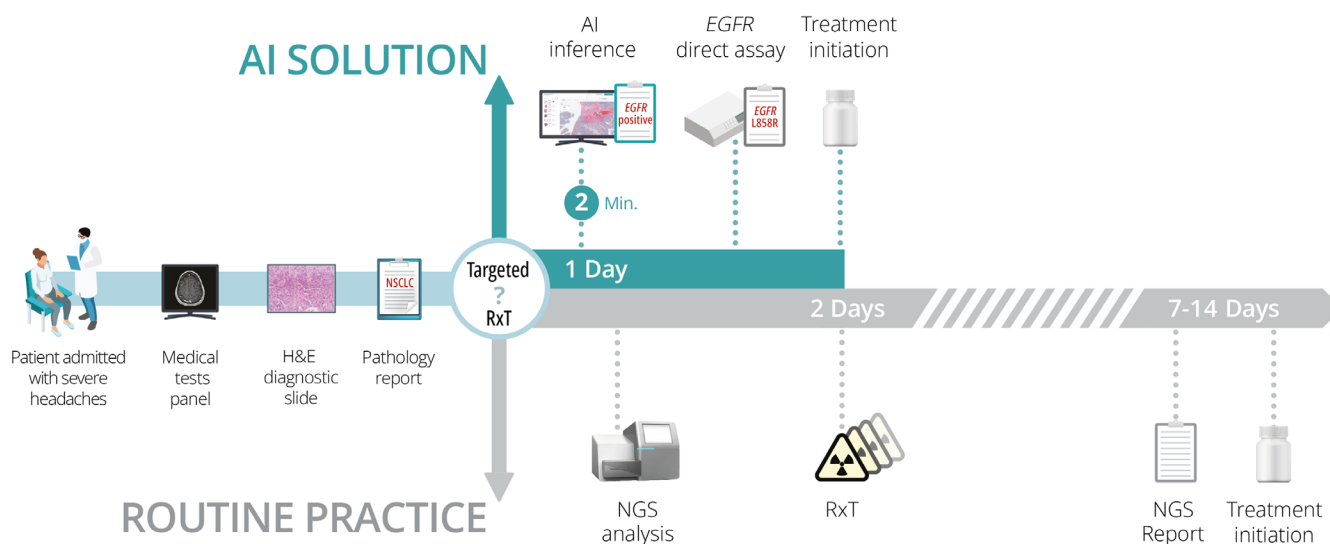 AI SOLUTION
AI
inference
EGFR
positive
EGFR
direct assay
EGFR
L858R
Treatment
initiation
2 Min.
1 Day
Patient admitted
with severe
headaches
Medical
tests
panel
H&E
diagnostic
slide
NSCLC
Pathology
report
Targeted
?
RxT
2 Days
7-14 Days
ROUTINE PRACTICE
NGS
analysis
RxT
NGS
Report
Treatment
initiation